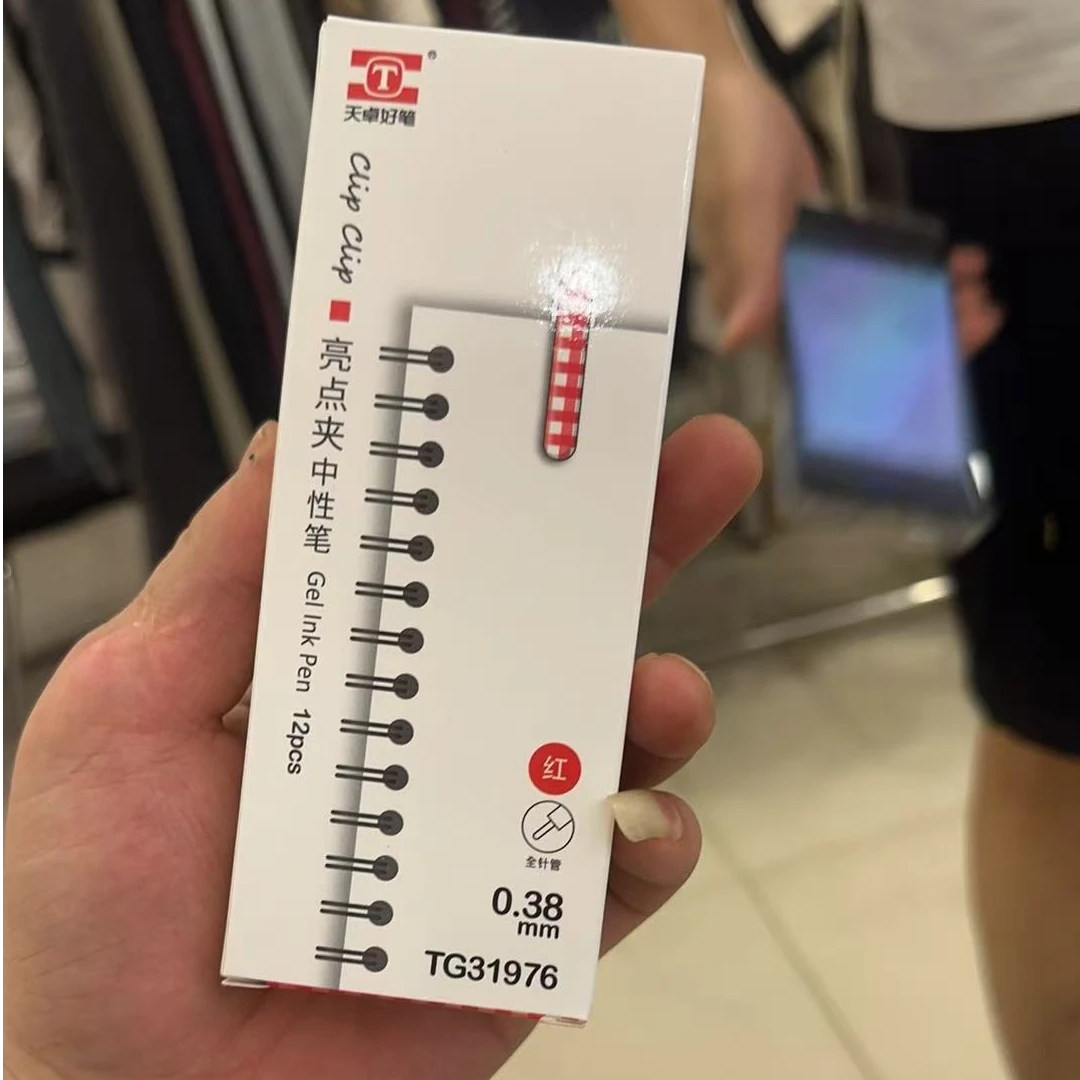 T
天卓好笔
Clip Clip
亮点夹中性笔 Gel Ink Pen 12pcs
红
全针管
0.38
mm
TG31976